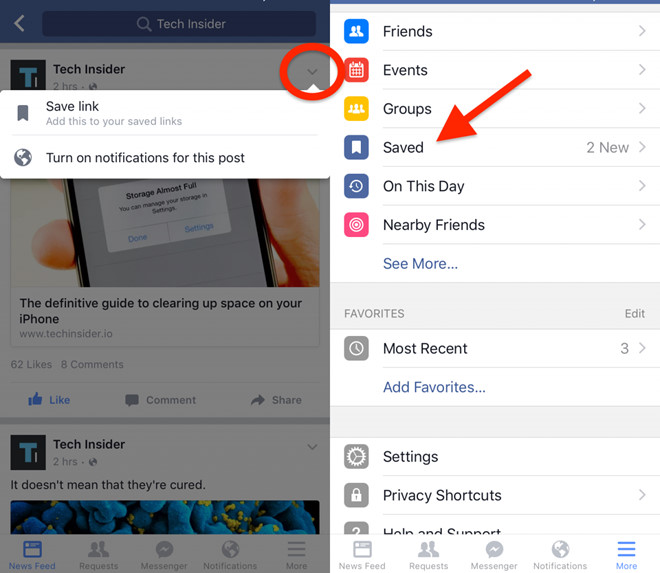 Tech Insider
Tech Insider
2 hrs
Save link
Add this to your saved links
Turn on notifications for this post
Storage Almost Full
You can manage your storage in
Settings.
Done Settings
The definitive guide to clearing up space on your
iPhone
www.techinsider.io
62 Likes 8 Comments
Like Comment Share
Tech Insider
2 hrs
It doesn't mean that they're cured.
News Feed Requests Messenger Notifications More
Friends
Events
Groups
Saved 2 New
On This Day
Nearby Friends
See More...
FAVORITES Edit
Most Recent 3
Add Favorites...
Settings
Privacy Shortcuts
Help and Support
News Feed Requests Messenger Notifications More